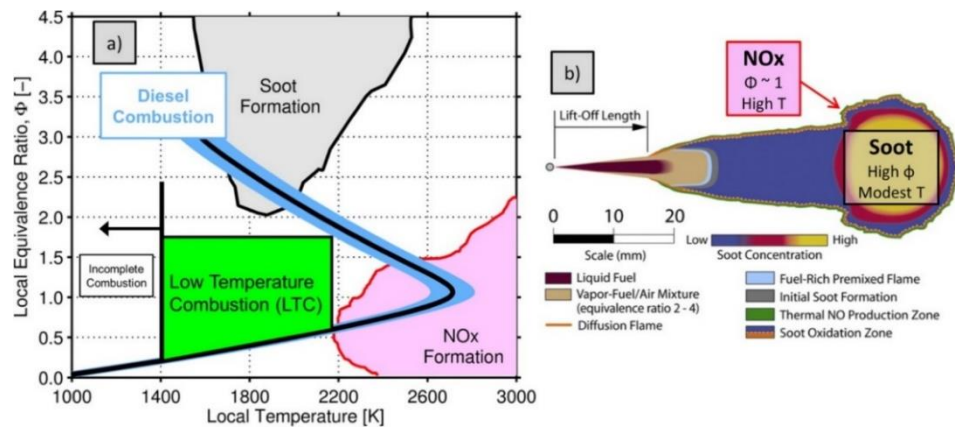 a)
4.5
4.0
3.5
3.0
2.5
2.0
1.5
1.0
0.5
0.0
Local Equivalence Ratio, Φ [–]
Diesel
Combustion
Soot
Formation
Incomplete
Combustion
Low Temperature
Combustion (LTC)
NOx
Formation
1000
1400
1800
2200
2600
3000
Local Temperature [K]
b)
NOx
Φ ~ 1
High T
Lift-Off Length
Soot
High ϕ
Modest T
0
10
20
Scale (mm)
Low
High
Soot Concentration
Liquid Fuel
Vapor-Fuel/Air Mixture
(equivalence ratio 2 - 4)
Diffusion Flame
Fuel-Rich Premixed Flame
Initial Soot Formation
Thermal NO Production Zone
Soot Oxidation Zone